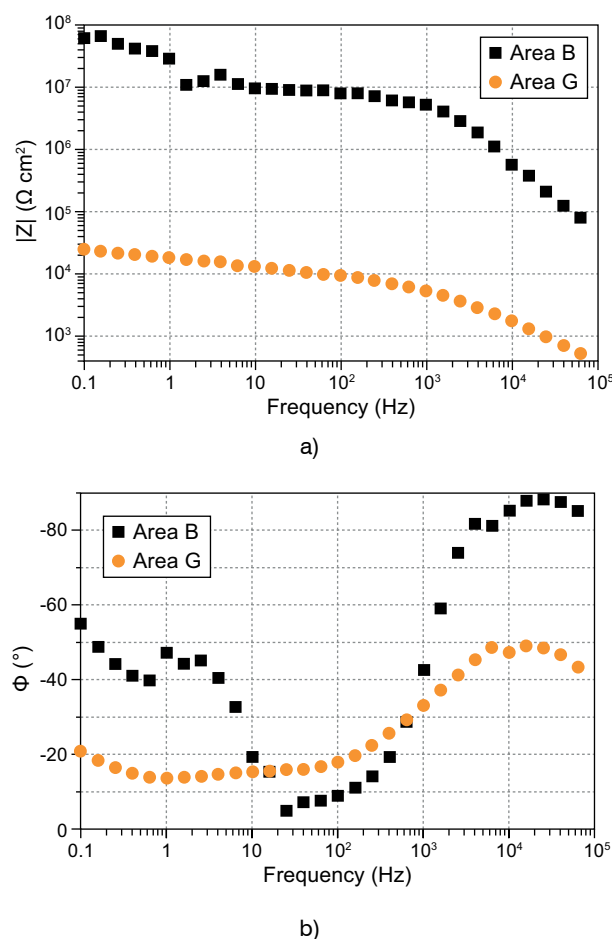 10⁸
10⁷
10⁶
10⁵
10⁴
10³
|Z| (Ω cm²)
Area B
Area G
0.1 1 10 10² 10³ 10⁴ 10⁵
Frequency (Hz)
a)
-80
-60
-40
-20
0
Φ (°)
Area B
Area G
0.1 1 10 10² 10³ 10⁴ 10⁵
Frequency (Hz)
b)